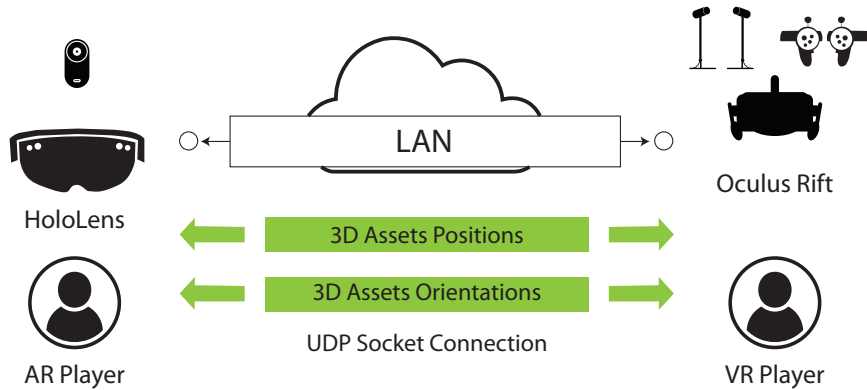 LAN
HoloLens
Oculus Rift
3D Assets Positions
3D Assets Orientations
UDP Socket Connection
AR Player
VR Player